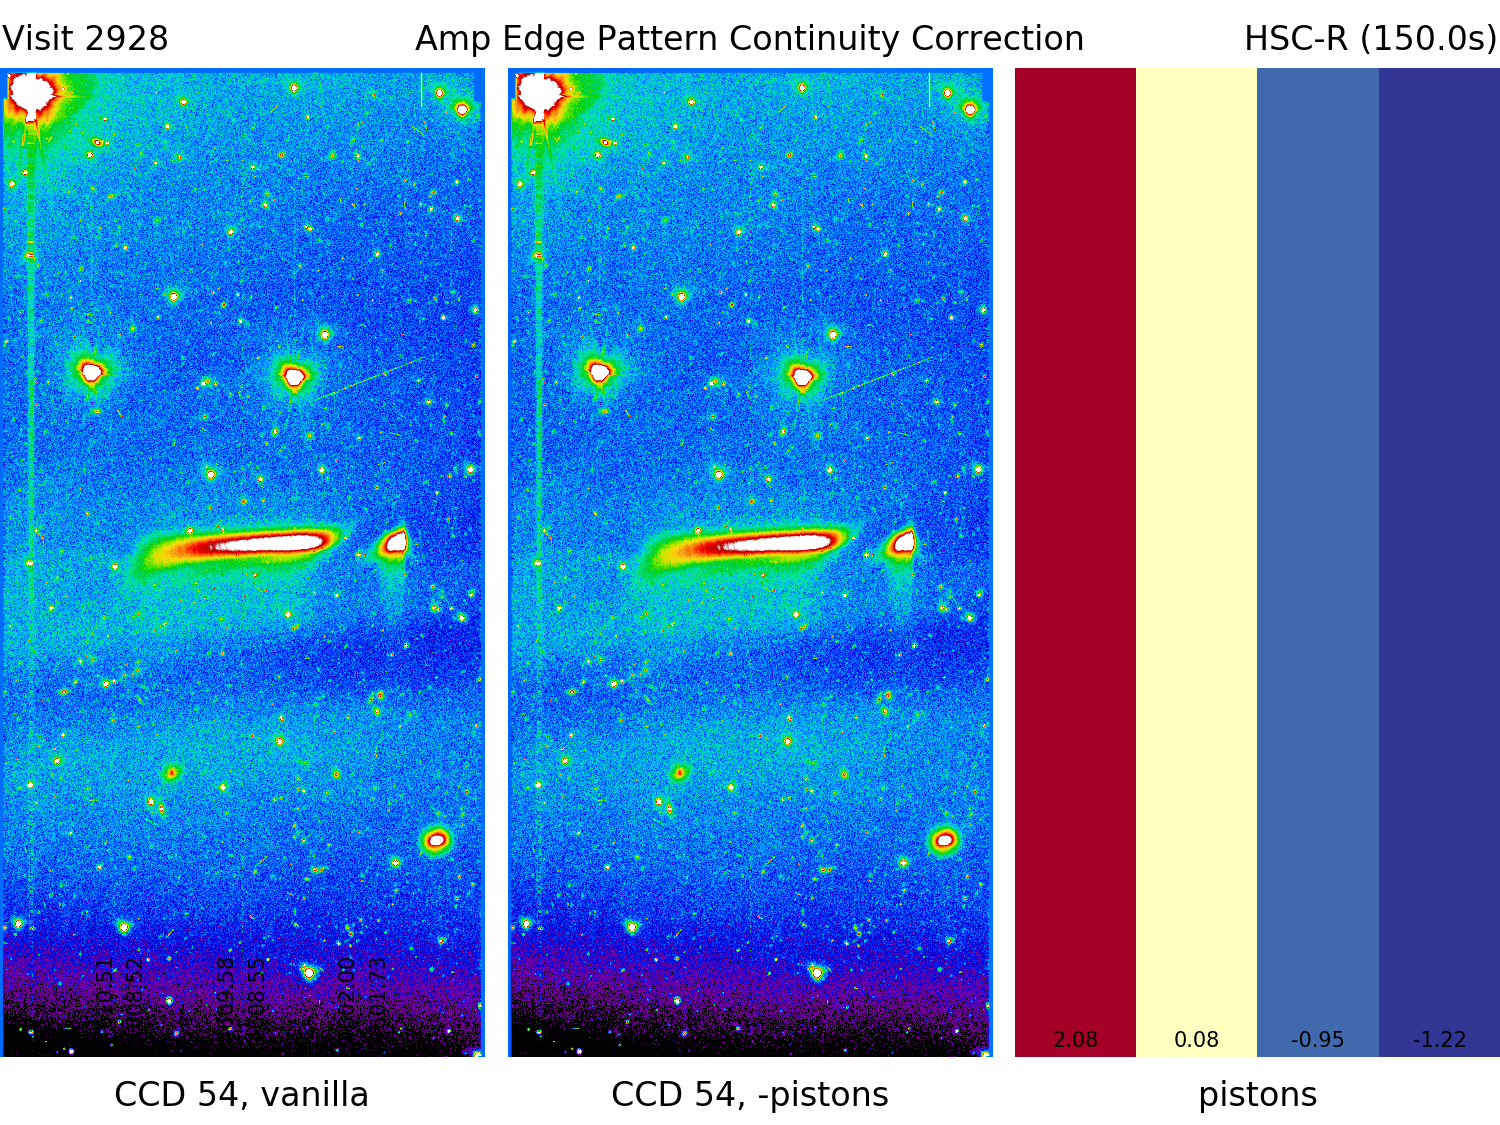 Visit 2928
Amp Edge Pattern Continuity Correction
HSC-R (150.0s)
2.08
0.08
-0.95
-1.22
CCD 54, vanilla
CCD 54, -pistons
pistons